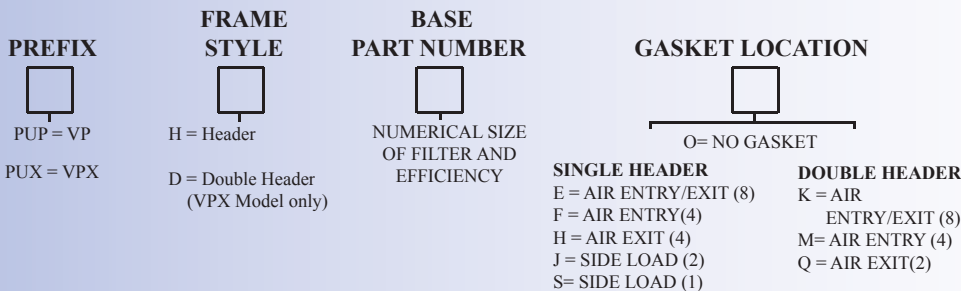 PREFIX
PUP = VP
PUX = VPX
FRAME
STYLE
H = Header
D = Double Header
(VPX Model only)
BASE
PART NUMBER
NUMERICAL SIZE
OF FILTER AND
EFFICIENCY
GASKET LOCATION
O= NO GASKET
SINGLE HEADER
E = AIR ENTRY/EXIT (8)
F = AIR ENTRY(4)
H = AIR EXIT (4)
J = SIDE LOAD (2)
S= SIDE LOAD (1)
DOUBLE HEADER
K = AIR
ENTRY/EXIT (8)
M= AIR ENTRY (4)
Q = AIR EXIT(2)